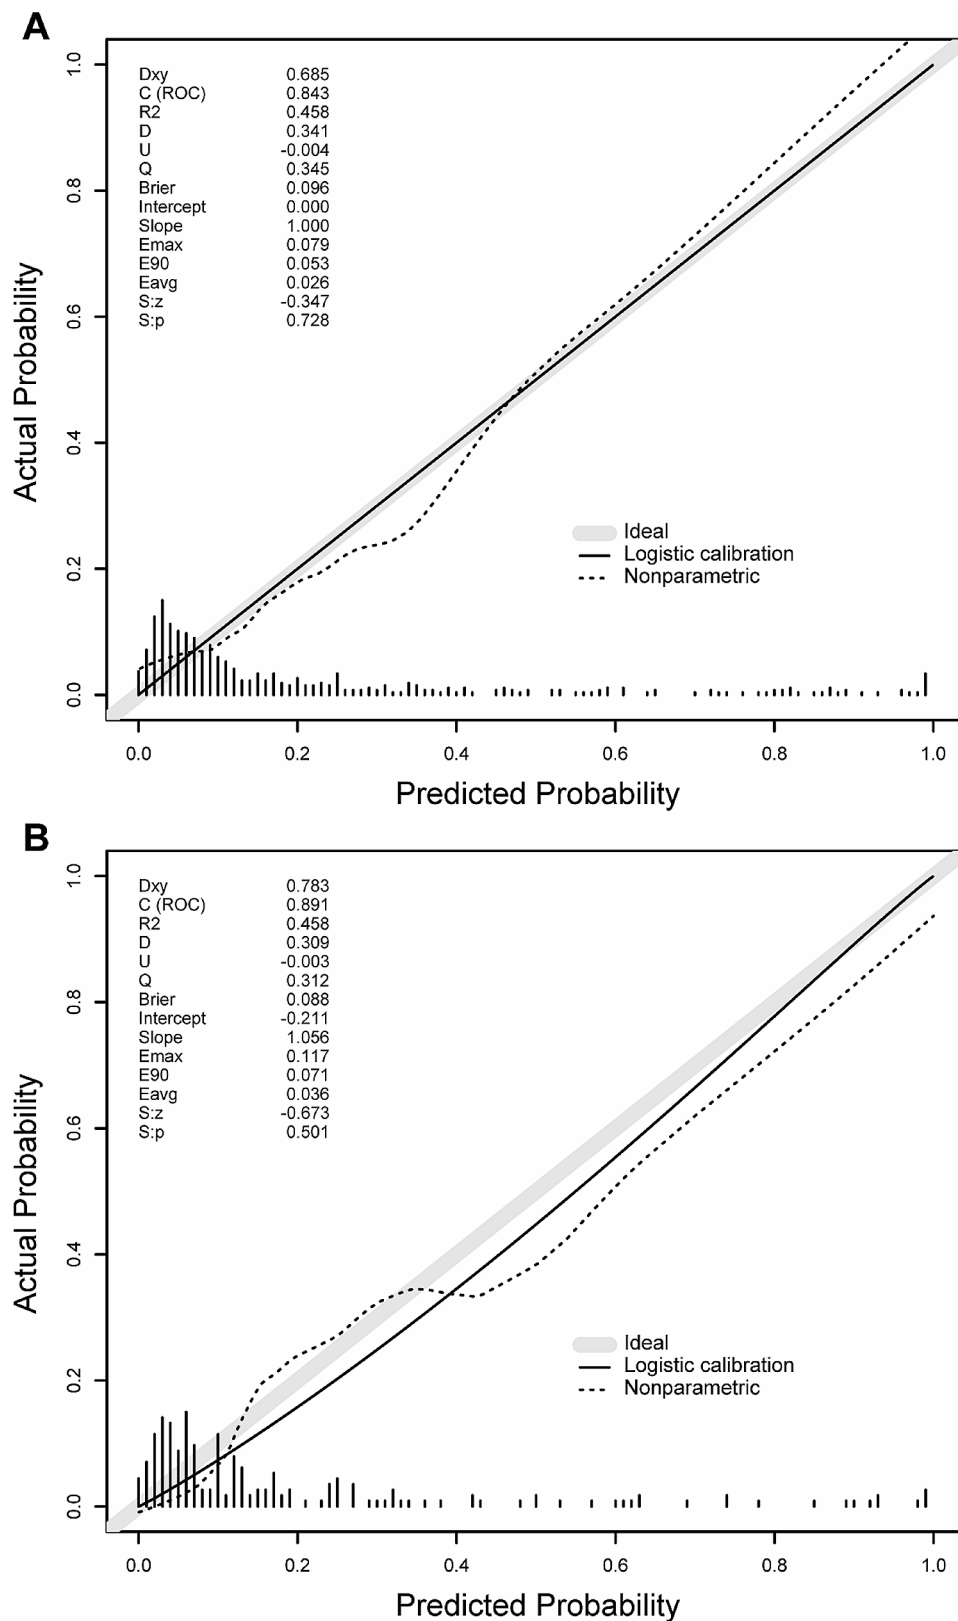 A
Dxy 0.685
C (ROC) 0.843
R2 0.458
D 0.341
U -0.004
Q 0.345
Brier 0.096
Intercept 0.000
Slope 1.000
Emax 0.079
E90 0.053
Eavg 0.026
S:z -0.347
S:p 0.728
Actual Probability
1.0
0.8
0.6
0.4
0.2
0.0
Ideal
Logistic calibration
Nonparametric
0.0 0.2 0.4 0.6 0.8 1.0
Predicted Probability
B
Dxy 0.783
C (ROC) 0.891
R2 0.458
D 0.309
U -0.003
Q 0.312
Brier 0.088
Intercept -0.211
Slope 1.056
Emax 0.117
E90 0.071
Eavg 0.036
S:z -0.673
S:p 0.501
Actual Probability
1.0
0.8
0.6
0.4
0.2
0.0
Ideal
Logistic calibration
Nonparametric
0.0 0.2 0.4 0.6 0.8 1.0
Predicted Probability